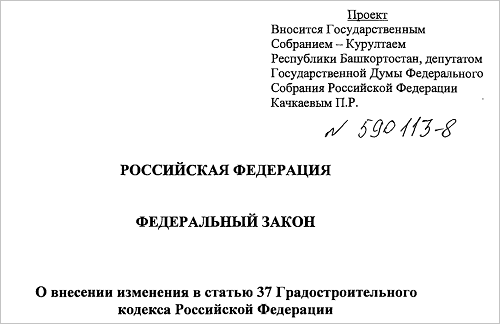 Проект
Вносится Государственным
Собранием – Курултаем
Республики Башкортостан, депутатом
Государственной Думы Федерального
Собрания Российской Федерации
Качкаевым П.Р.
N 590113-8
РОССИЙСКАЯ ФЕДЕРАЦИЯ
ФЕДЕРАЛЬНЫЙ ЗАКОН
О внесении изменения в статью 37 Градостроительного
кодекса Российской Федерации